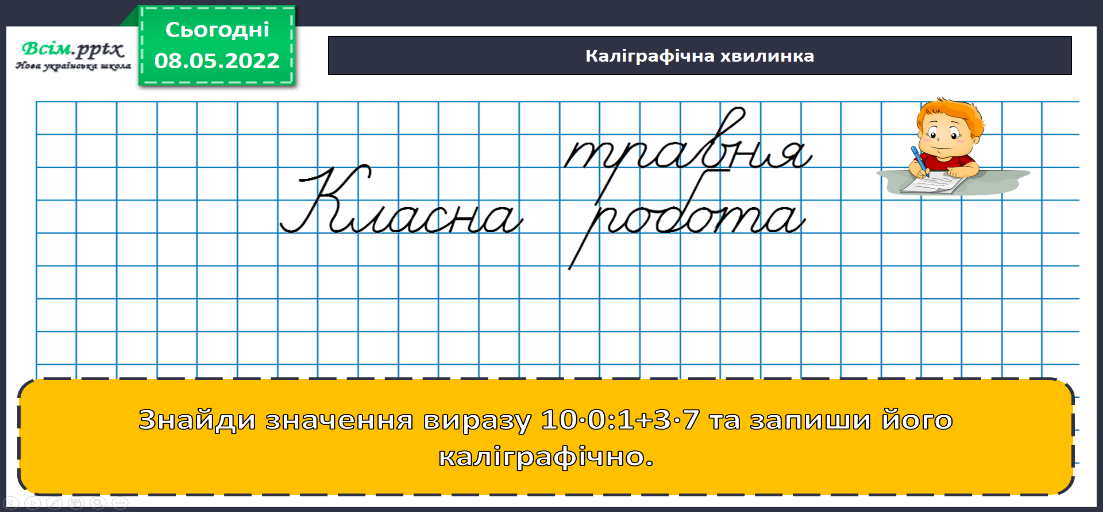 Всім.pptx
Нова українська школа
Сьогодні
08.05.2022
Каліграфічна хвилинка
травня
Класна робота
Знайди значення виразу 10·0:1+3·7 та запиши його
каліграфічно.